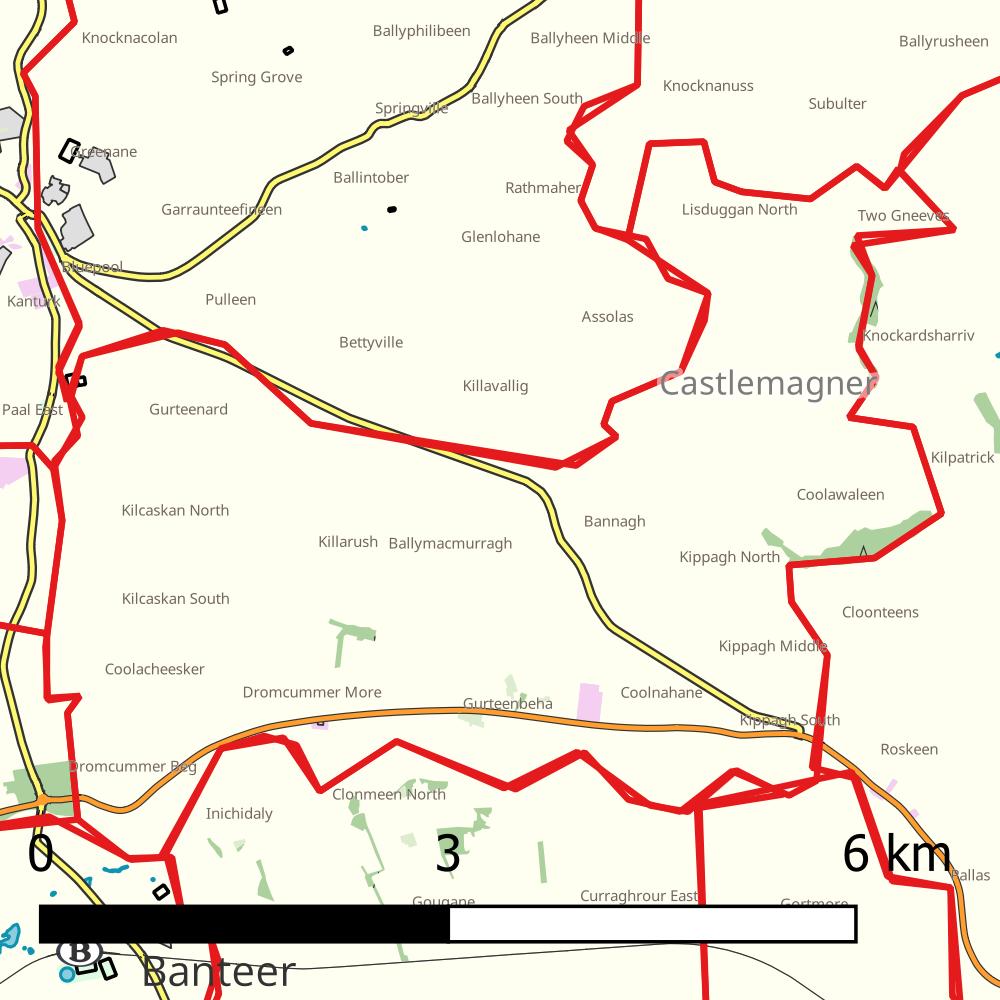 Ballyphilibeen
Knocknacolan
Ballyheen Middle
Ballyrusheen
Spring Grove
Knocknanuss
Ballyheen South
Subulter
Springville
Greenane
Ballintober
Rathmaher
Garraunteefineen
Lisduggan North
Two Gneeves
Glenlohane
Bluepool
Kanturk
Pulleen
Assolas
Knockardsharriv
Bettyville
Castlemagner
Killavallig
Paal East
Gurteenard
Kilpatrick
Coolawaleen
Kilcaskan North
Bannagh
Killarush
Ballymacmurragh
Kippagh North
Kilcaskan South
Cloonteens
Kippagh Middle
Coolacheesker
Dromcummer More
Coolnahane
Gurteenbeha
Kippagh South
Roskeen
Dromcummer Beg
Clonmeen North
Inichidaly
0
3
6 km
Ballas
Curraghrour East
Gougane
Gortmore
B
Banteer